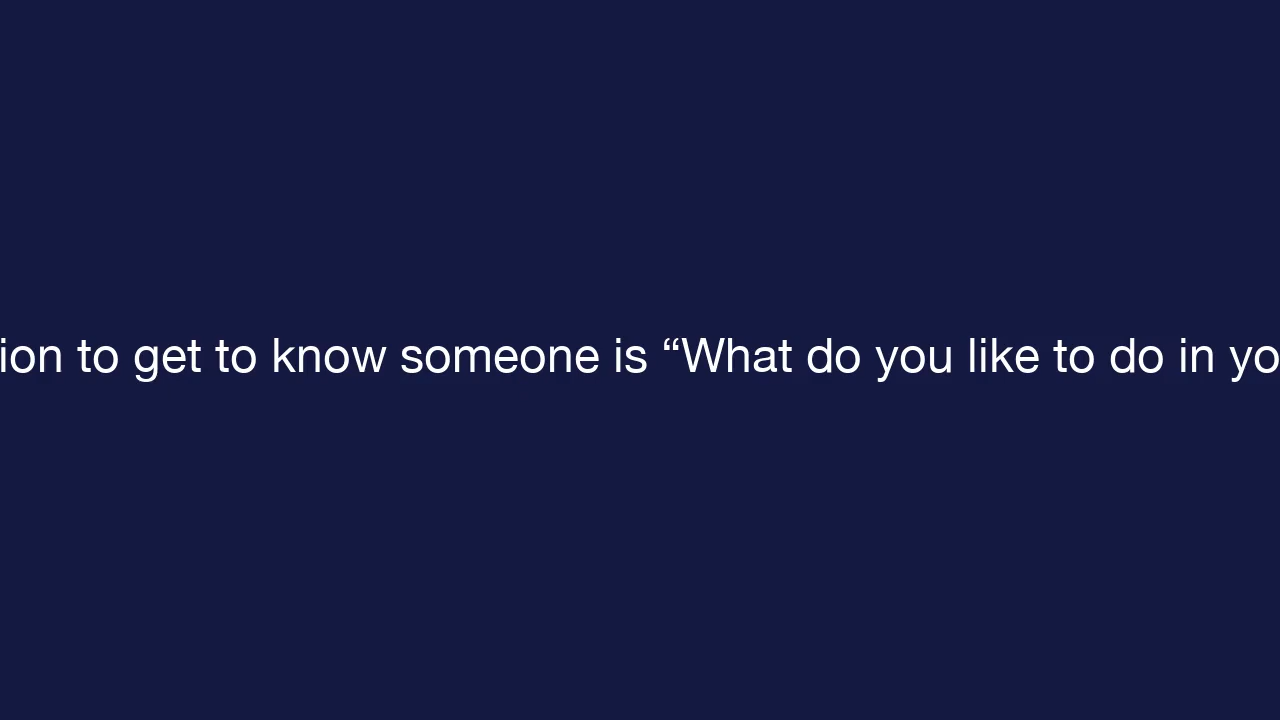 ion to get to know someone is “What do you like to do in yo